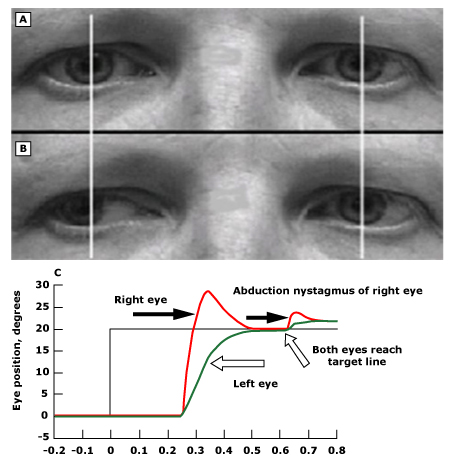 A
B
C
30
25
20
15
10
5
0
-5
Eye position, degrees
Right eye
Abduction nystagmus of right eye
Both eyes reach
target line
Left eye
-0.2 -0.1 0 0.1 0.2 0.3 0.4 0.5 0.6 0.7 0.8